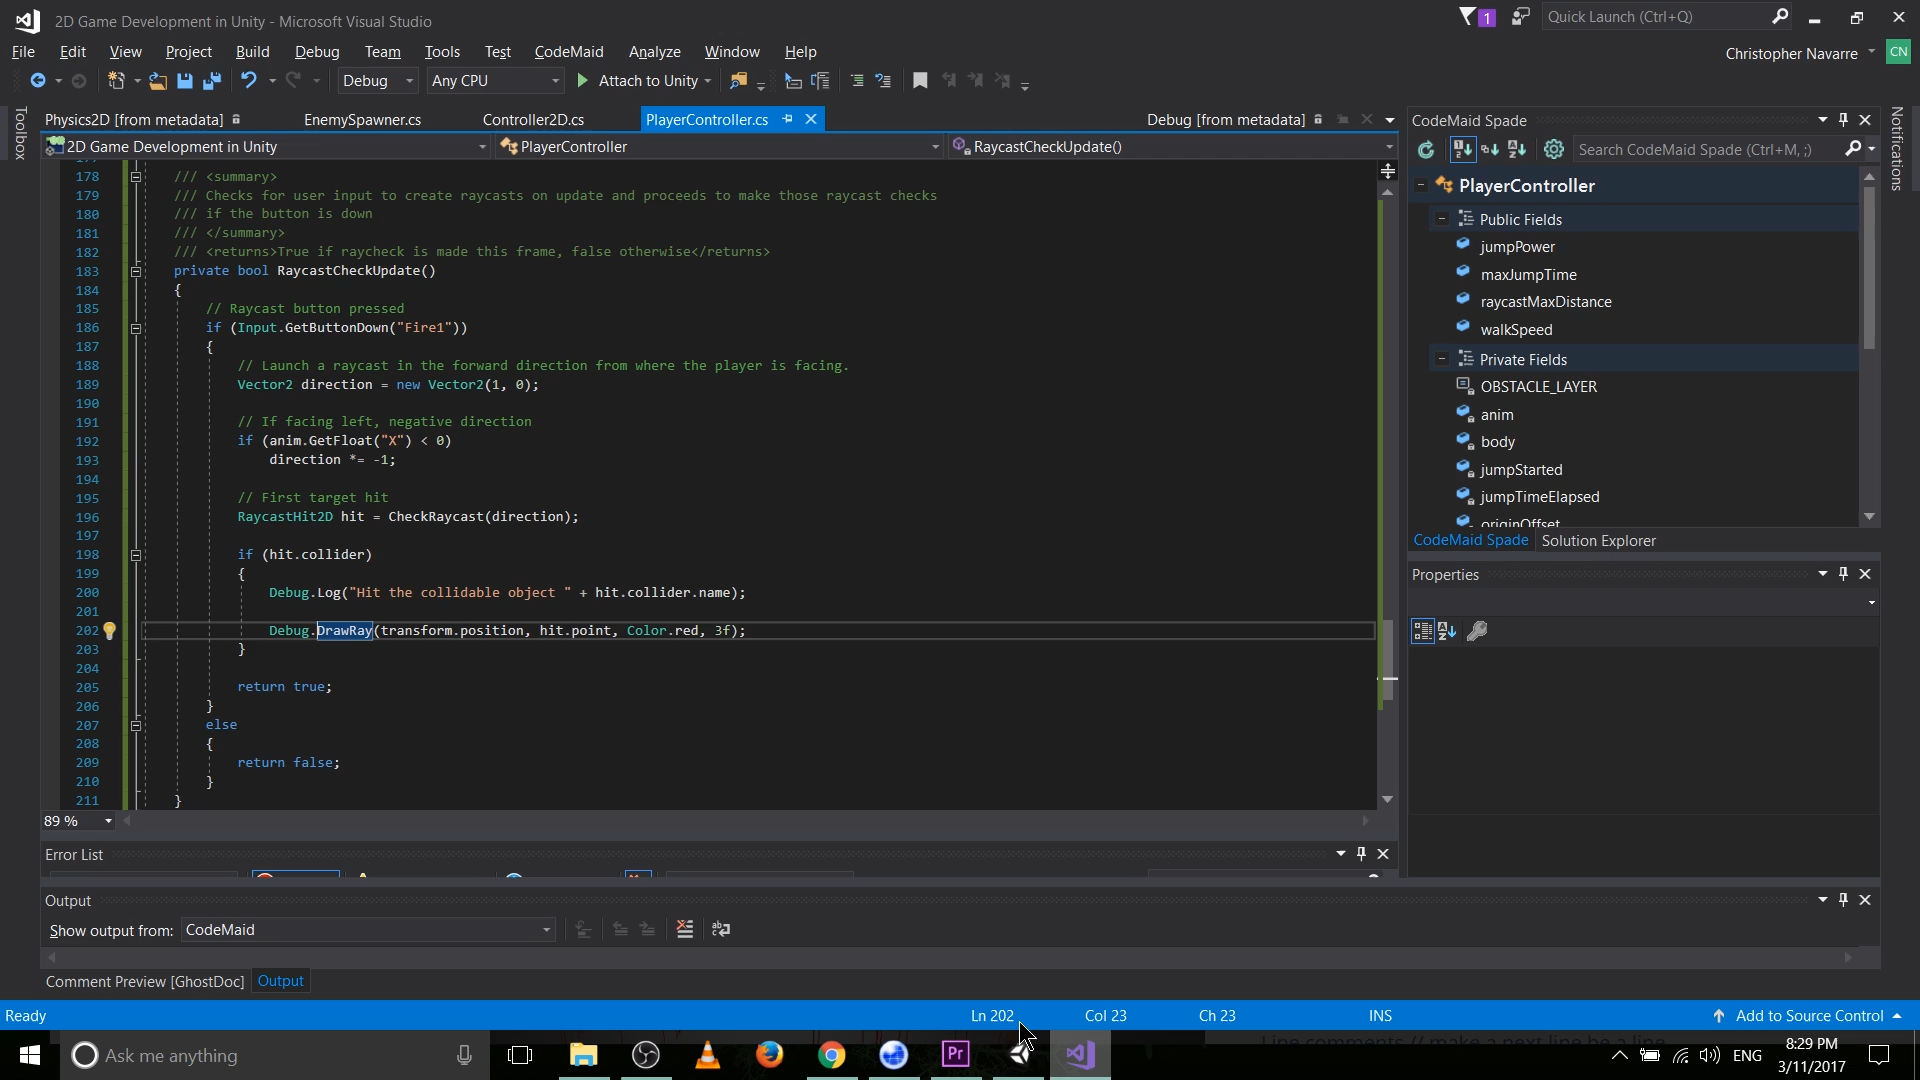 2D Game Development in Unity - Microsoft Visual Studio
1
Quick Launch (Ctrl+Q)
File Edit View Project Build Debug Team Tools Test CodeMaid Analyze Window Help
Christopher Navarre CN
Debug Any CPU Attach to Unity
Toolbox
Physics2D [from metadata] EnemySpawner.cs Controller2D.cs PlayerController.cs Debug [from metadata]
2D Game Development in Unity PlayerController RaycastCheckUpdate()
178 /// <summary>
179 /// Checks for user input to create raycasts on update and proceeds to make those raycast checks
180 /// if the button is down
181 /// </summary>
182 /// <returns>True if raycheck is made this frame, false otherwise</returns>
183 private bool RaycastCheckUpdate()
184 {
185 // Raycast button pressed
186 if (Input.GetButtonDown("Fire1"))
187 {
188 // Launch a raycast in the forward direction from where the player is facing.
189 Vector2 direction = new Vector2(1, 0);
190
191 // If facing left, negative direction
192 if (anim.GetFloat("X") < 0)
193 direction *= -1;
194
195 // First target hit
196 RaycastHit2D hit = CheckRaycast(direction);
197
198 if (hit.collider)
199 {
200 Debug.Log("Hit the collidable object " + hit.collider.name);
201
202 Debug.DrawRay(transform.position, hit.point, Color.red, 3f);
203 }
204
205 return true;
206 }
207 else
208 {
209 return false;
210 }
211 }
89 %
CodeMaid Spade
Search CodeMaid Spade (Ctrl+M, ;)
PlayerController
Public Fields
jumpPower
maxJumpTime
raycastMaxDistance
walkSpeed
Private Fields
OBSTACLE_LAYER
anim
body
jumpStarted
jumpTimeElapsed
originOffset
CodeMaid Spade Solution Explorer
Properties
Notifications
Error List
Output
Show output from: CodeMaid
Comment Preview [GhostDoc] Output
Ready Ln 202 Col 23 Ch 23 INS Add to Source Control
Ask me anything
Pr
ENG
8:29 PM
3/11/2017